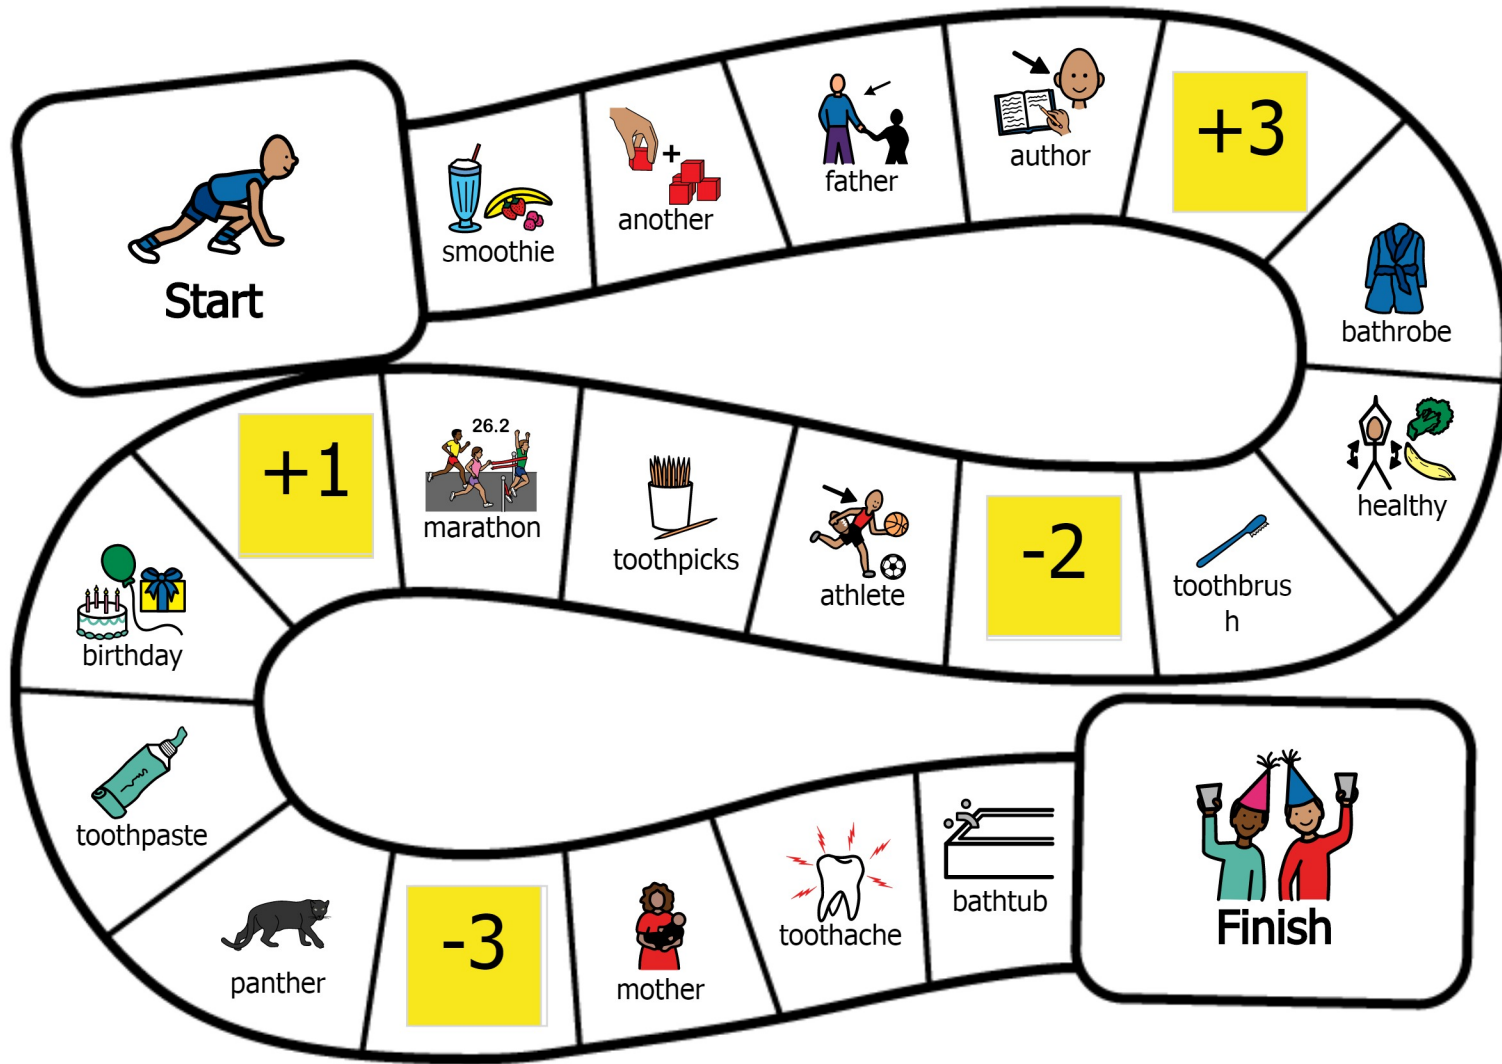 Start
smoothie
another
father
author
+3
bathrobe
healthy
toothbrus
h
-2
athlete
toothpicks
26.2
marathon
+1
birthday
toothpaste
panther
-3
mother
toothache
bathtub
Finish